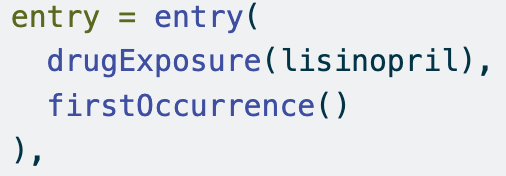 entry = entry(
  drugExposure(lisinopril),
  firstOccurrence()
),